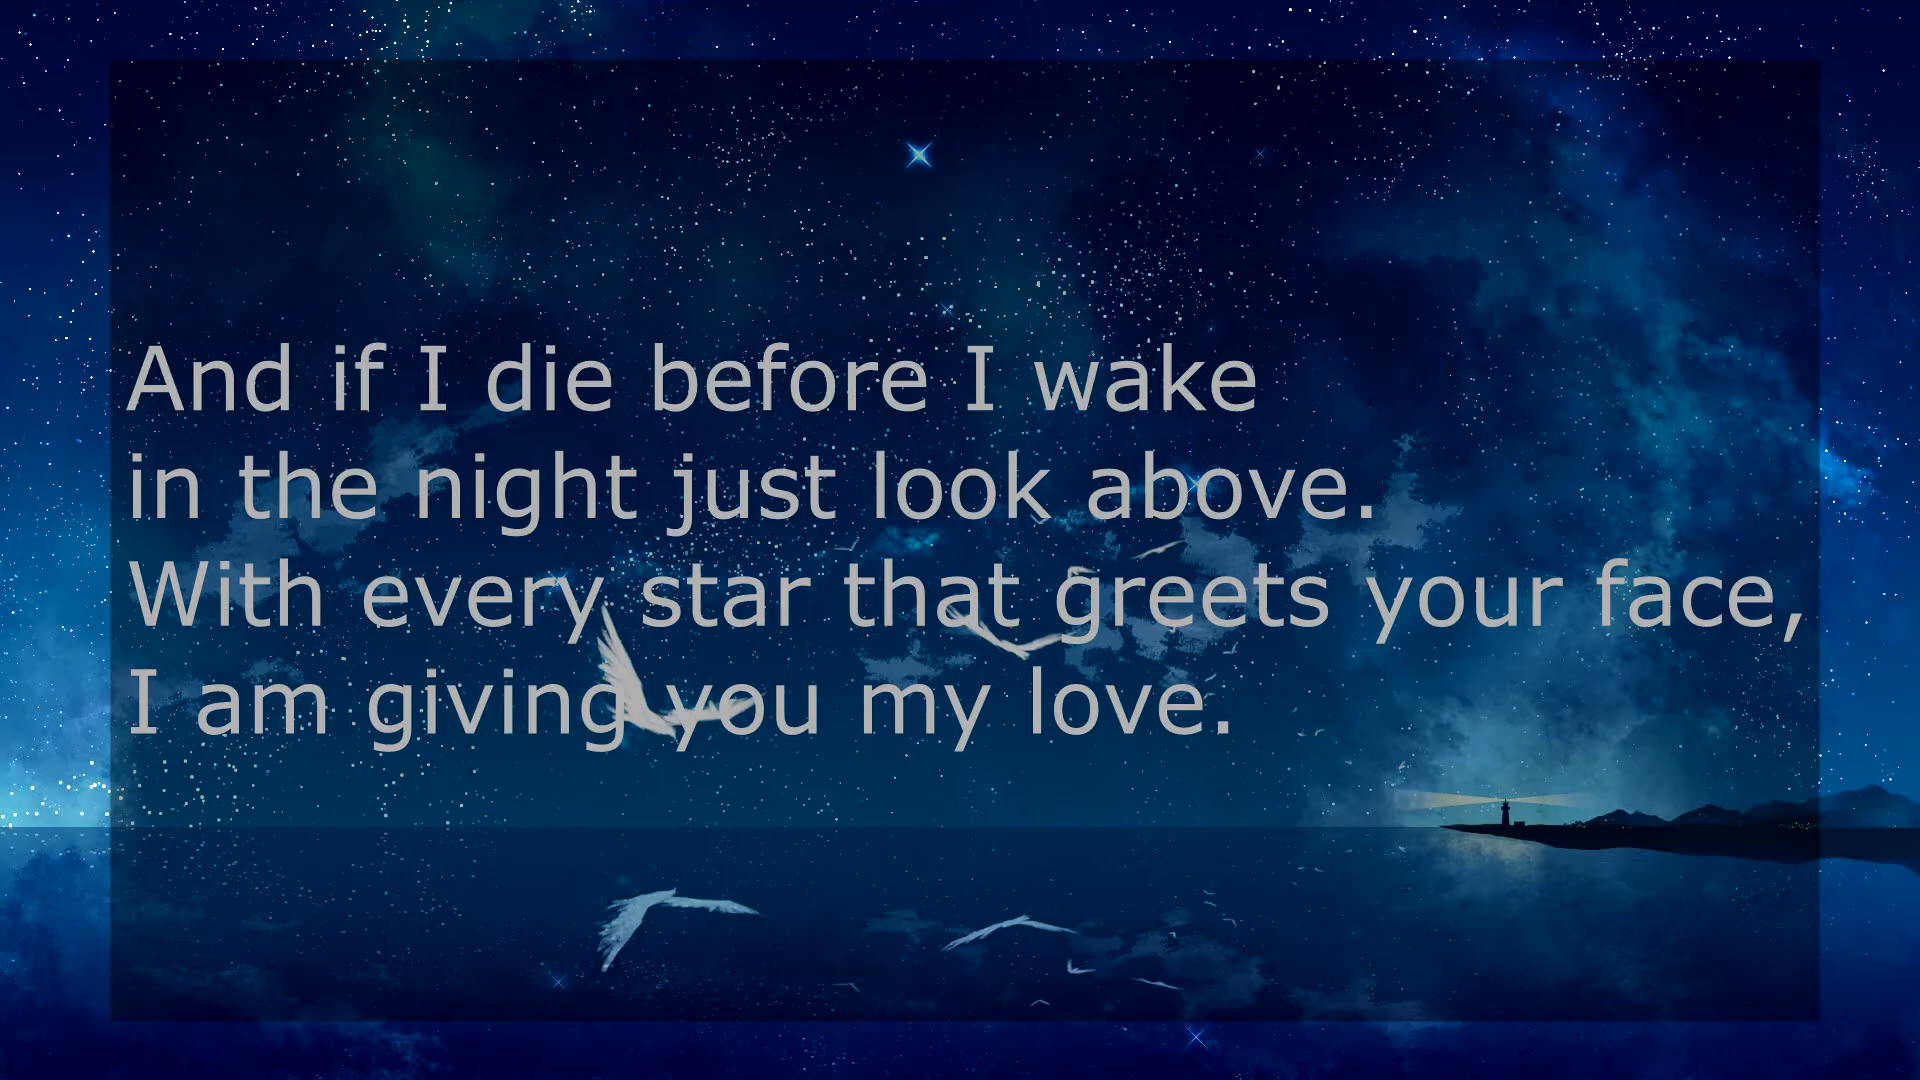 And if I die before I wake
in the night just look above.
With every star that greets your face,
I am giving you my love.